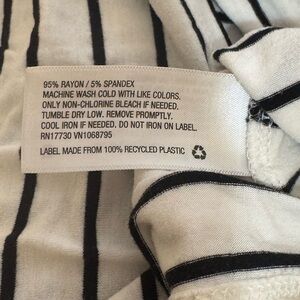 95% RAYON / 5% SPANDEX
MACHINE WASH COLD WITH LIKE COLORS.
ONLY NON-CHLORINE BLEACH IF NEEDED.
TUMBLE DRY LOW. REMOVE PROMPTLY.
COOL IRON IF NEEDED. DO NOT IRON ON LABEL.
RN17730 VN1068795
LABEL MADE FROM 100% RECYCLED PLASTIC